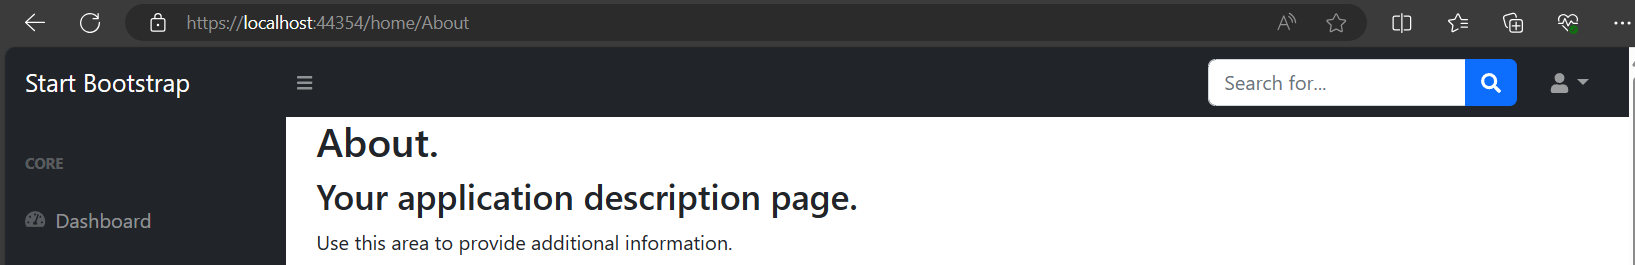 https://localhost:44354/home/About
Start Bootstrap
Search for...
CORE
Dashboard
About.
Your application description page.
Use this area to provide additional information.